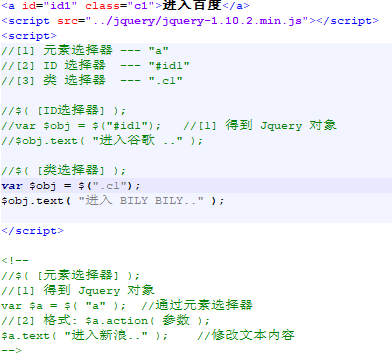 <a id="id1" class="c1">进入百度</a>
<script src="../jquery/jquery-1.10.2.min.js"></script>
<script>
//[1] 元素选择器 --- "a"
//[2] ID 选择器  --- "#id1"
//[3] 类 选择器  --- ".c1"
//$( [ID选择器] );
//var $obj = $("#id1");   //[1] 得到 Jquery 对象
//$obj.text( "进入谷歌 .." );
//$( [类选择器] );
var $obj = $(".c1");
$obj.text( "进入 BILY BILY.." );
</script>
<!--
//$( [元素选择器] );
//[1] 得到 Jquery 对象
var $a = $( "a" );  //通过元素选择器
//[2] 格式: $a.action( 参数 );
$a.text( "进入新浪.." );    //修改文本内容
-->